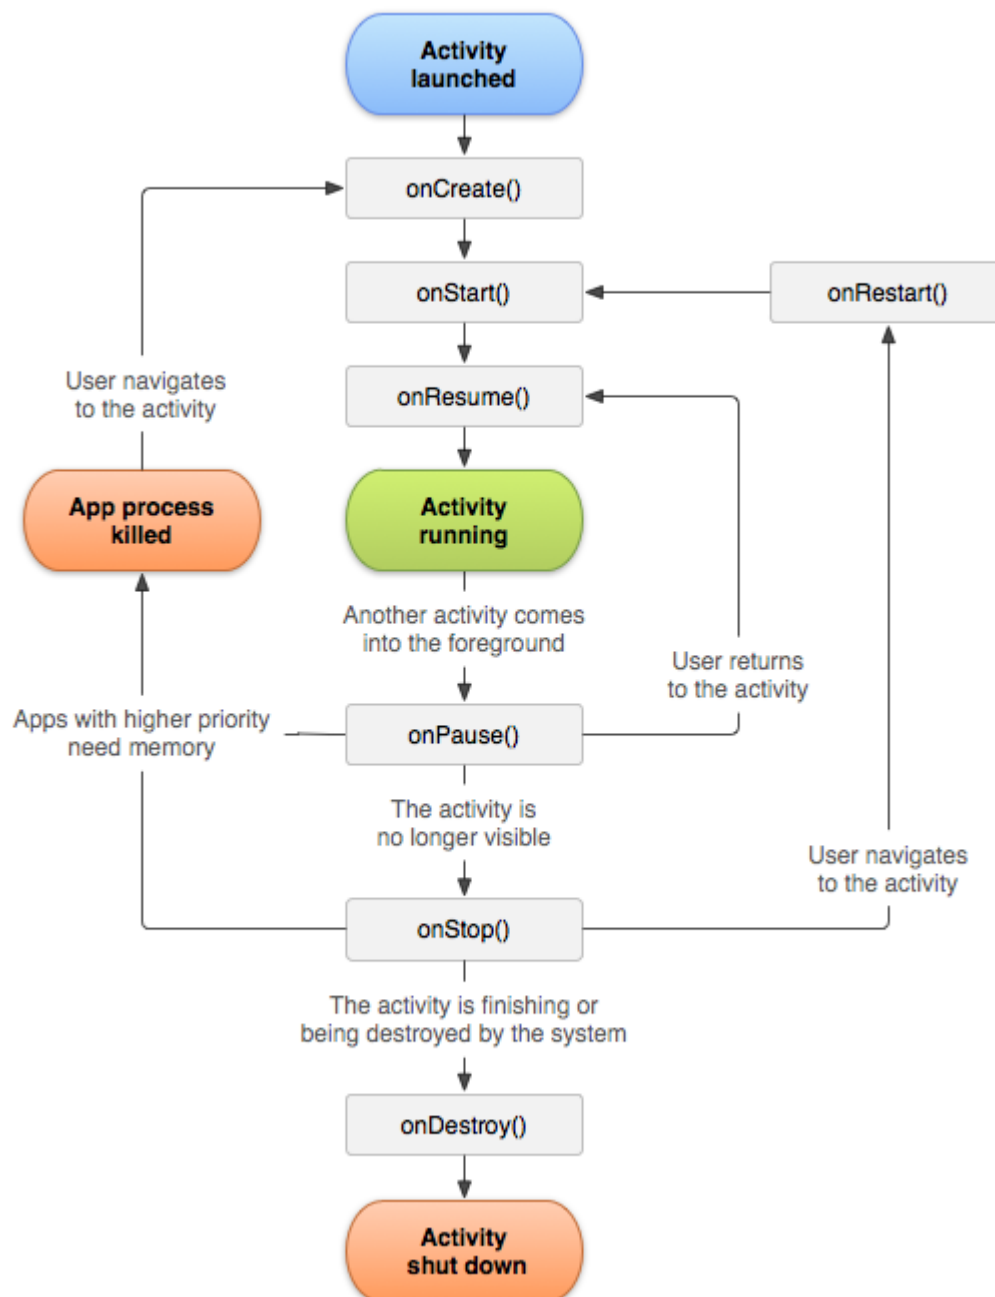 Activity
launched
onCreate()
onStart()
onRestart()
User navigates
to the activity
onResume()
App process
killed
Activity
running
Another activity comes
into the foreground
User returns
to the activity
Apps with higher priority
need memory
onPause()
The activity is
no longer visible
User navigates
to the activity
onStop()
The activity is finishing or
being destroyed by the system
onDestroy()
Activity
shut down